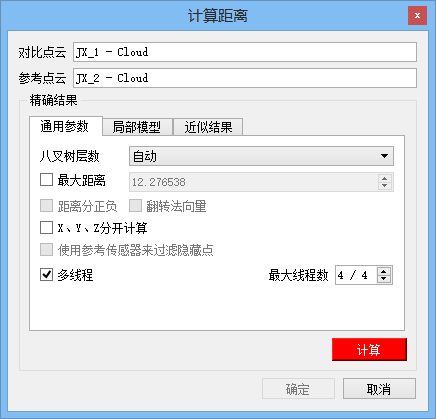 计算距离
对比点云 JX_1 - Cloud
参考点云 JX_2 - Cloud
精确结果
通用参数 局部模型 近似结果
八叉树层数 自动
最大距离 12.276538
距离分正负 翻转法向量
X、Y、Z分开计算
使用参考传感器来过滤隐藏点
多线程 最大线程数 4 / 4
计算
确定 取消